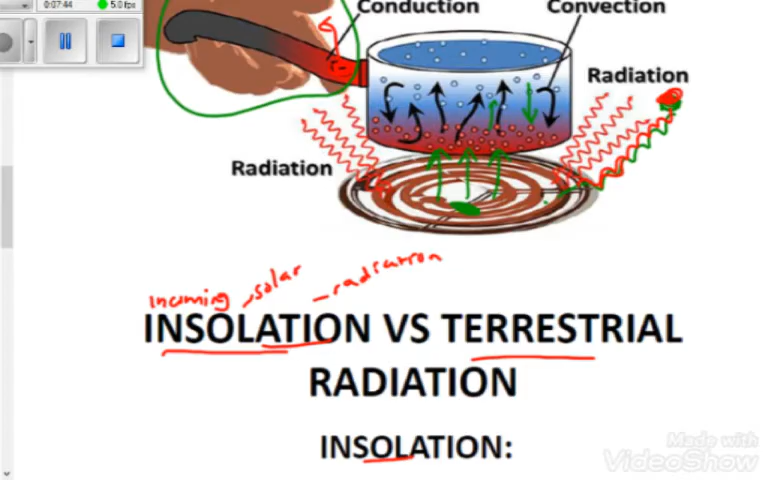 0:07:44 5.0 fps
Conduction
Convection
Radiation
Radiation
incoming solar radiation
INSOLATION VS TERRESTRIAL
RADIATION
INSOLATION:
Made with
VideoShow